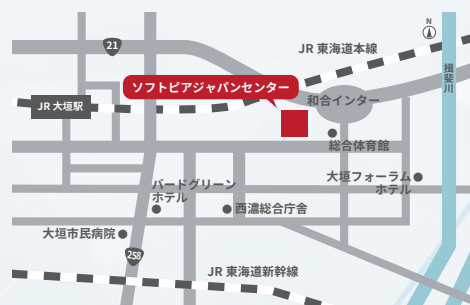 N
21
JR 東海道本線
揖斐川
ソフトピアジャパンセンター
JR 大垣駅
和合インター
総合体育館
大垣フォーラム
ホテル
バードグリーン
ホテル
西濃総合庁舎
大垣市民病院
258
JR 東海道新幹線